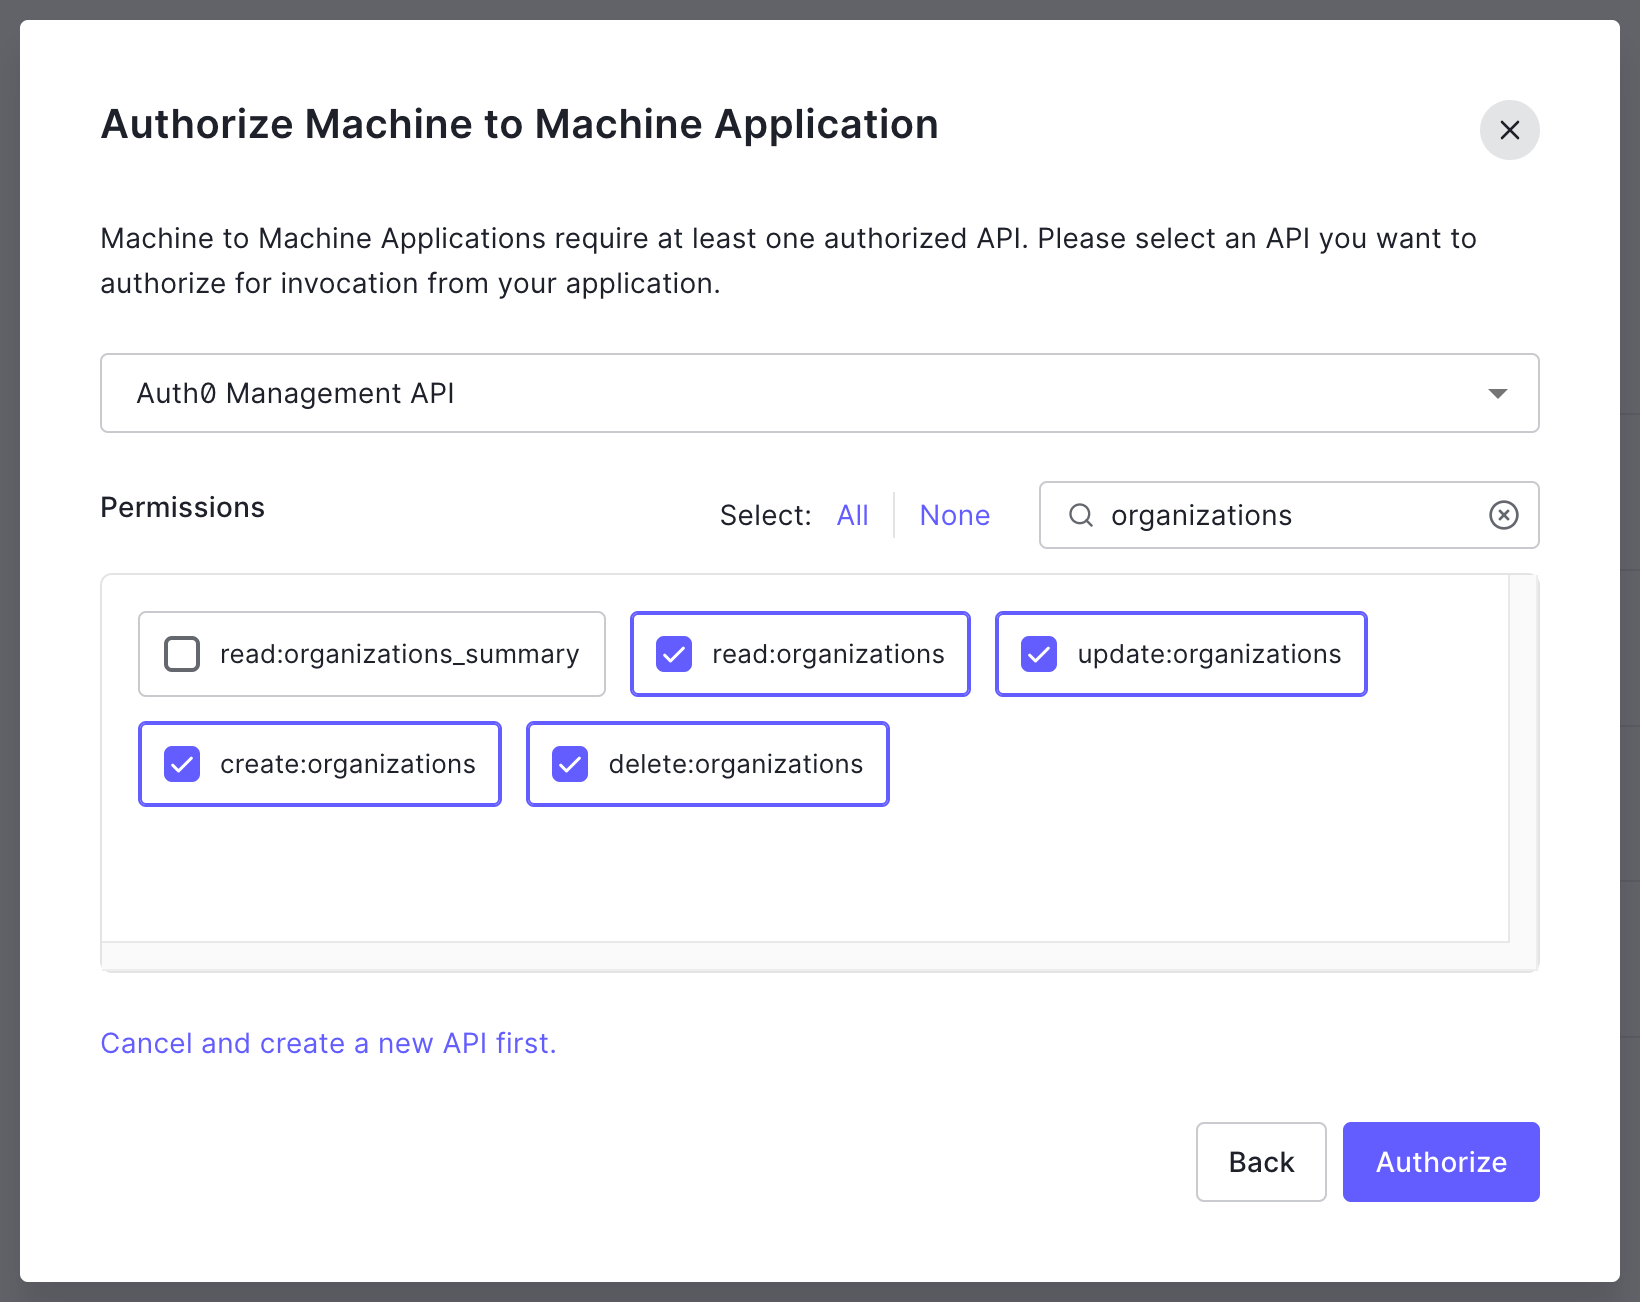 Authorize Machine to Machine Application
Machine to Machine Applications require at least one authorized API. Please select an API you want to
authorize for invocation from your application.
Auth0 Management API
Permissions
Select: All None
organizations
read:organizations_summary
read:organizations
update:organizations
create:organizations
delete:organizations
Cancel and create a new API first.
Back
Authorize